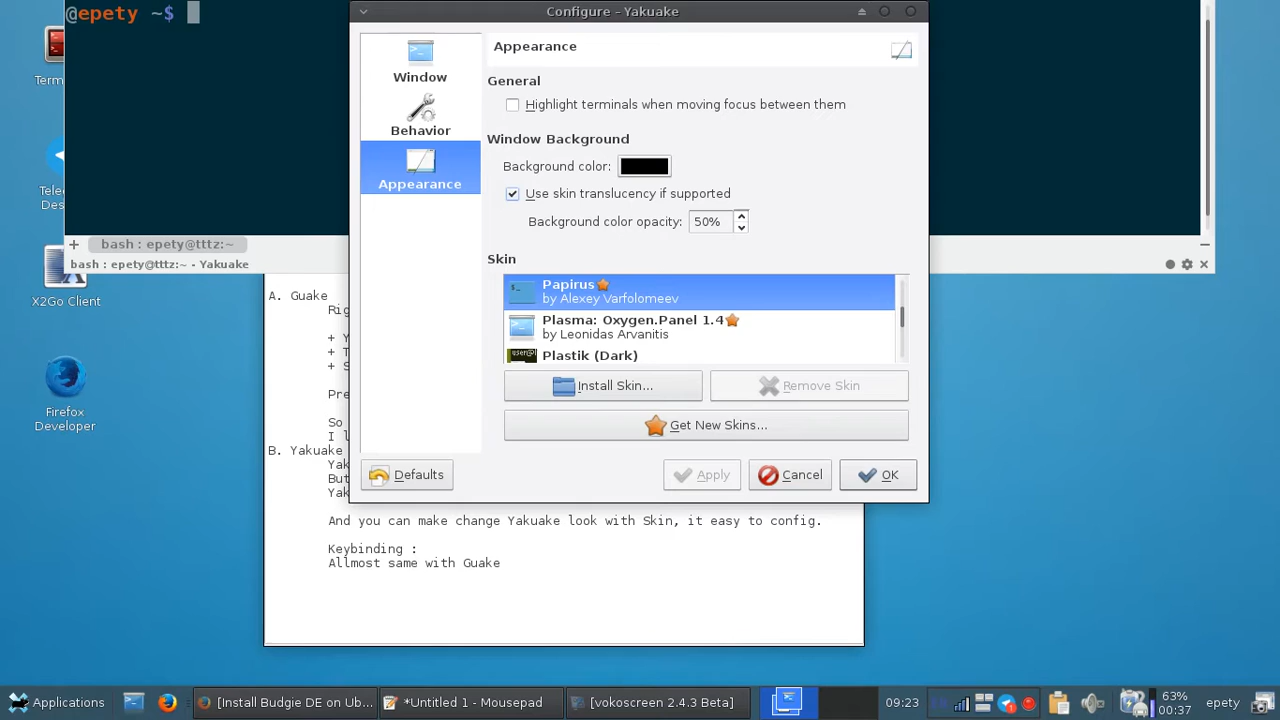 @epety ~$
Configure – Yakuake
Window
Behavior
Appearance
Appearance
General
Highlight terminals when moving focus between them
Window Background
Background color:
Use skin translucency if supported
Background color opacity: 50%
Skin
Papirus
by Alexey Varfolomeev
Plasma: Oxygen.Panel 1.4
by Leonidas Arvanitis
Plastik (Dark)
Install Skin...
Remove Skin
Get New Skins...
Defaults
Apply
Cancel
OK
+ bash : epety@tttz:~
bash : epety@tttz:~ - Yakuake
X2Go Client
Firefox
Developer
A. Guake
+ Y
+ T
+ S
So
B. Yakuake
Yak
But
Yak
And you can make change Yakuake look with Skin, it easy to config.
Keybinding :
Allmost same with Guake
Applications
[Install Budgie DE on Ub...
*Untitled 1 - Mousepad
[vokoscreen 2.4.3 Beta]
09:23
63%
00:37
epety